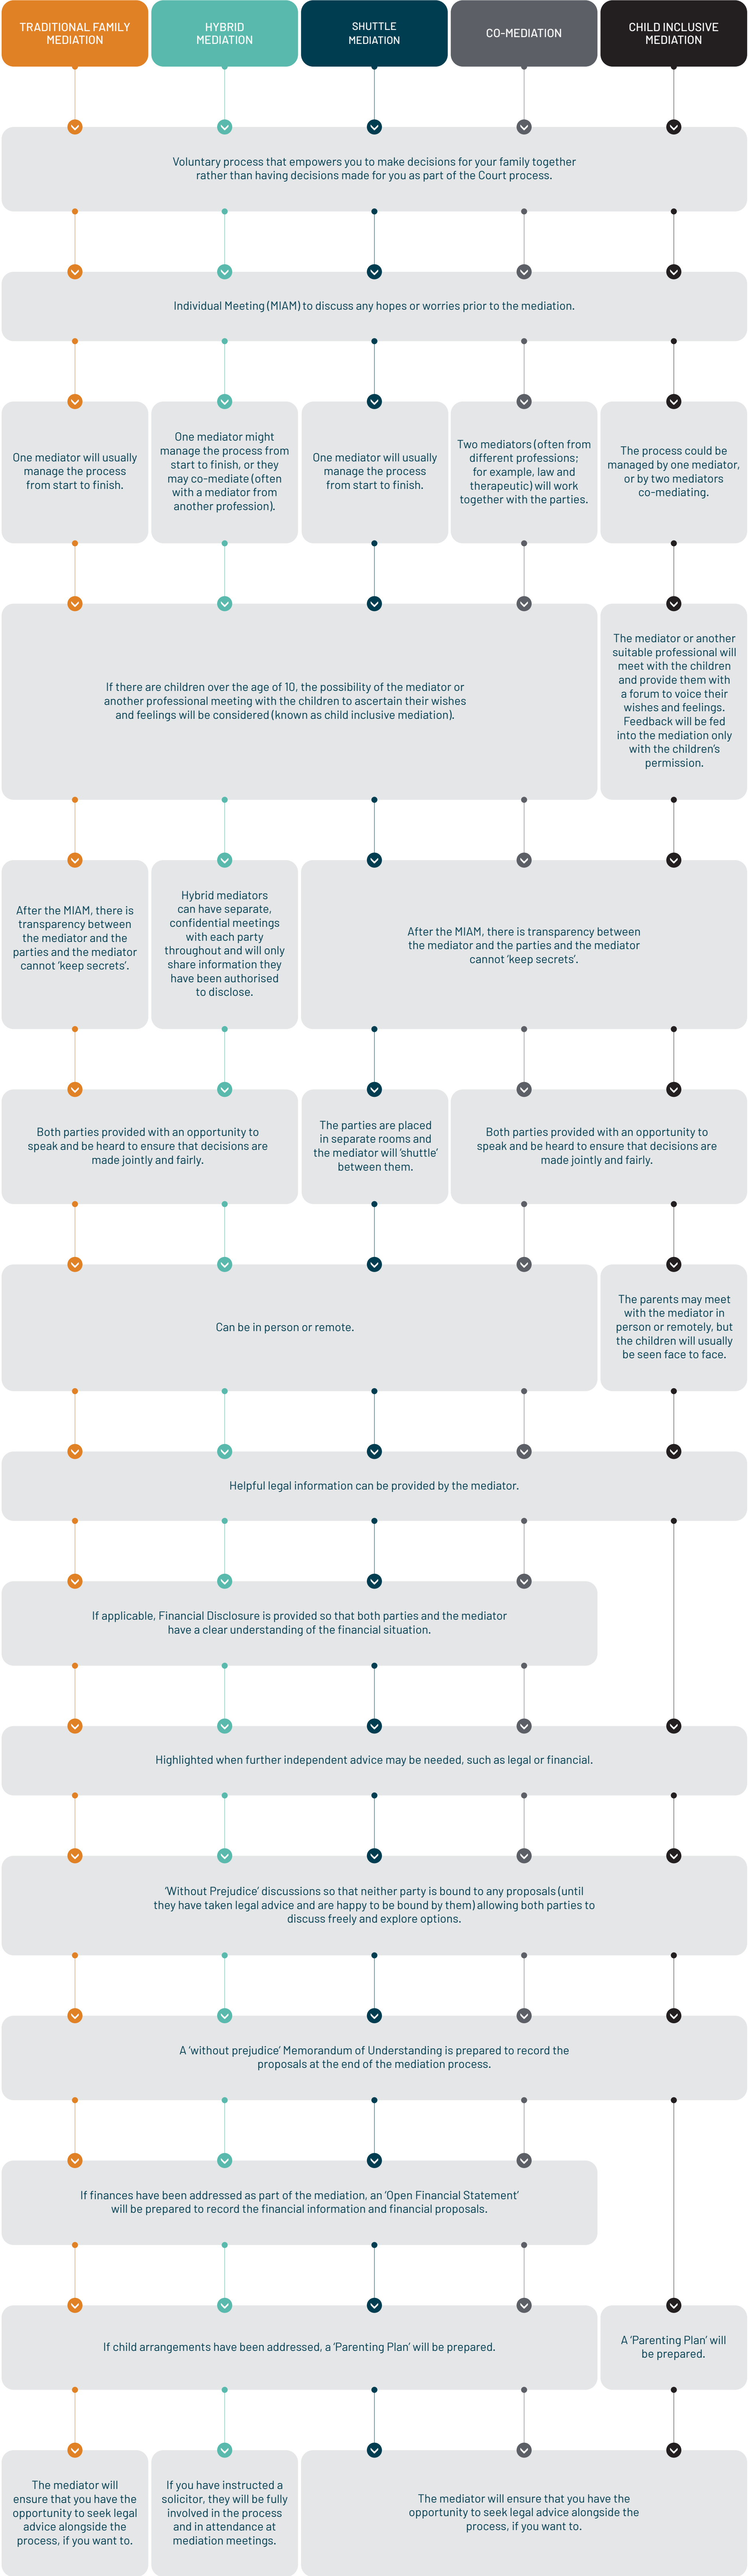 TRADITIONAL FAMILY
MEDIATION
HYBRID
MEDIATION
SHUTTLE
MEDIATION
CO-MEDIATION
CHILD INCLUSIVE
MEDIATION
Voluntary process that empowers you to make decisions for your family together
rather than having decisions made for you as part of the Court process.
Individual Meeting (MIAM) to discuss any hopes or worries prior to the mediation.
One mediator will usually
manage the process
from start to finish.
One mediator might
manage the process from
start to finish, or they
may co-mediate (often
with a mediator from
another profession).
One mediator will usually
manage the process
from start to finish.
Two mediators (often from
different professions;
for example, law and
therapeutic) will work
together with the parties.
The process could be
managed by one mediator,
or by two mediators
co-mediating.
If there are children over the age of 10, the possibility of the mediator or
another professional meeting with the children to ascertain their wishes
and feelings will be considered (known as child inclusive mediation).
The mediator or another
suitable professional will
meet with the children
and provide them with
a forum to voice their
wishes and feelings.
Feedback will be fed
into the mediation only
with the children's
permission.
After the MIAM, there is
transparency between
the mediator and the
parties and the mediator
cannot 'keep secrets'.
Hybrid mediators
can have separate,
confidential meetings
with each party
throughout and will only
share information they
have been authorised
to disclose.
After the MIAM, there is transparency between
the mediator and the parties and the mediator
cannot 'keep secrets'.
Both parties provided with an opportunity to
speak and be heard to ensure that decisions are
made jointly and fairly.
The parties are placed
in separate rooms and
the mediator will 'shuttle'
between them.
Both parties provided with an opportunity to
speak and be heard to ensure that decisions are
made jointly and fairly.
Can be in person or remote.
The parents may meet
with the mediator in
person or remotely, but
the children will usually
be seen face to face.
Helpful legal information can be provided by the mediator.
If applicable, Financial Disclosure is provided so that both parties and the mediator
have a clear understanding of the financial situation.
Highlighted when further independent advice may be needed, such as legal or financial.
'Without Prejudice' discussions so that neither party is bound to any proposals (until
they have taken legal advice and are happy to be bound by them) allowing both parties to
discuss freely and explore options.
A 'without prejudice' Memorandum of Understanding is prepared to record the
proposals at the end of the mediation process.
If finances have been addressed as part of the mediation, an 'Open Financial Statement'
will be prepared to record the financial information and financial proposals.
If child arrangements have been addressed, a 'Parenting Plan' will be prepared.
A 'Parenting Plan' will
be prepared.
The mediator will
ensure that you have the
opportunity to seek legal
advice alongside the
process, if you want to.
If you have instructed a
solicitor, they will be fully
involved in the process
and in attendance at
mediation meetings.
The mediator will ensure that you have the
opportunity to seek legal advice alongside the
process, if you want to.